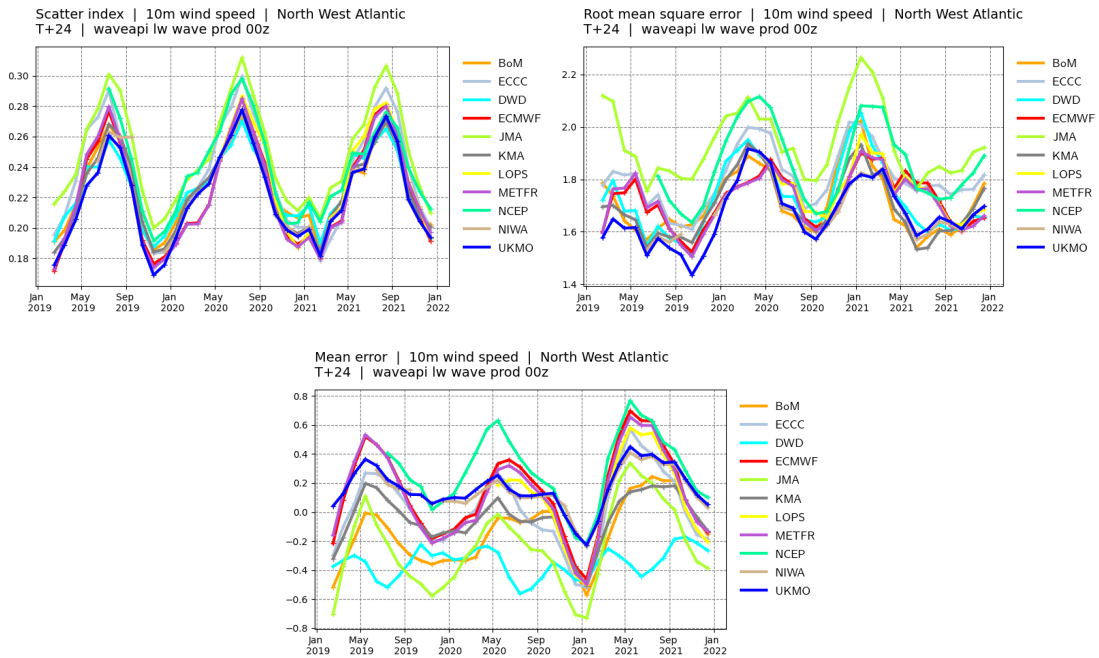 Scatter index | 10m wind speed | North West Atlantic
T+24 | waveapi lw wave prod 00z
0.30
0.28
0.26
0.24
0.22
0.20
0.18
Jan 2019
May 2019
Sep 2019
Jan 2020
May 2020
Sep 2020
Jan 2021
May 2021
Sep 2021
Jan 2022
BoM
ECCC
DWD
ECMWF
JMA
KMA
LOPS
METFR
NCEP
NIWA
UKMO
Root mean square error | 10m wind speed | North West Atlantic
T+24 | waveapi lw wave prod 00z
2.2
2.0
1.8
1.6
1.4
Jan 2019
May 2019
Sep 2019
Jan 2020
May 2020
Sep 2020
Jan 2021
May 2021
Sep 2021
Jan 2022
BoM
ECCC
DWD
ECMWF
JMA
KMA
LOPS
METFR
NCEP
NIWA
UKMO
Mean error | 10m wind speed | North West Atlantic
T+24 | waveapi lw wave prod 00z
0.8
0.6
0.4
0.2
0.0
−0.2
−0.4
−0.6
−0.8
Jan 2019
May 2019
Sep 2019
Jan 2020
May 2020
Sep 2020
Jan 2021
May 2021
Sep 2021
Jan 2022
BoM
ECCC
DWD
ECMWF
JMA
KMA
LOPS
METFR
NCEP
NIWA
UKMO